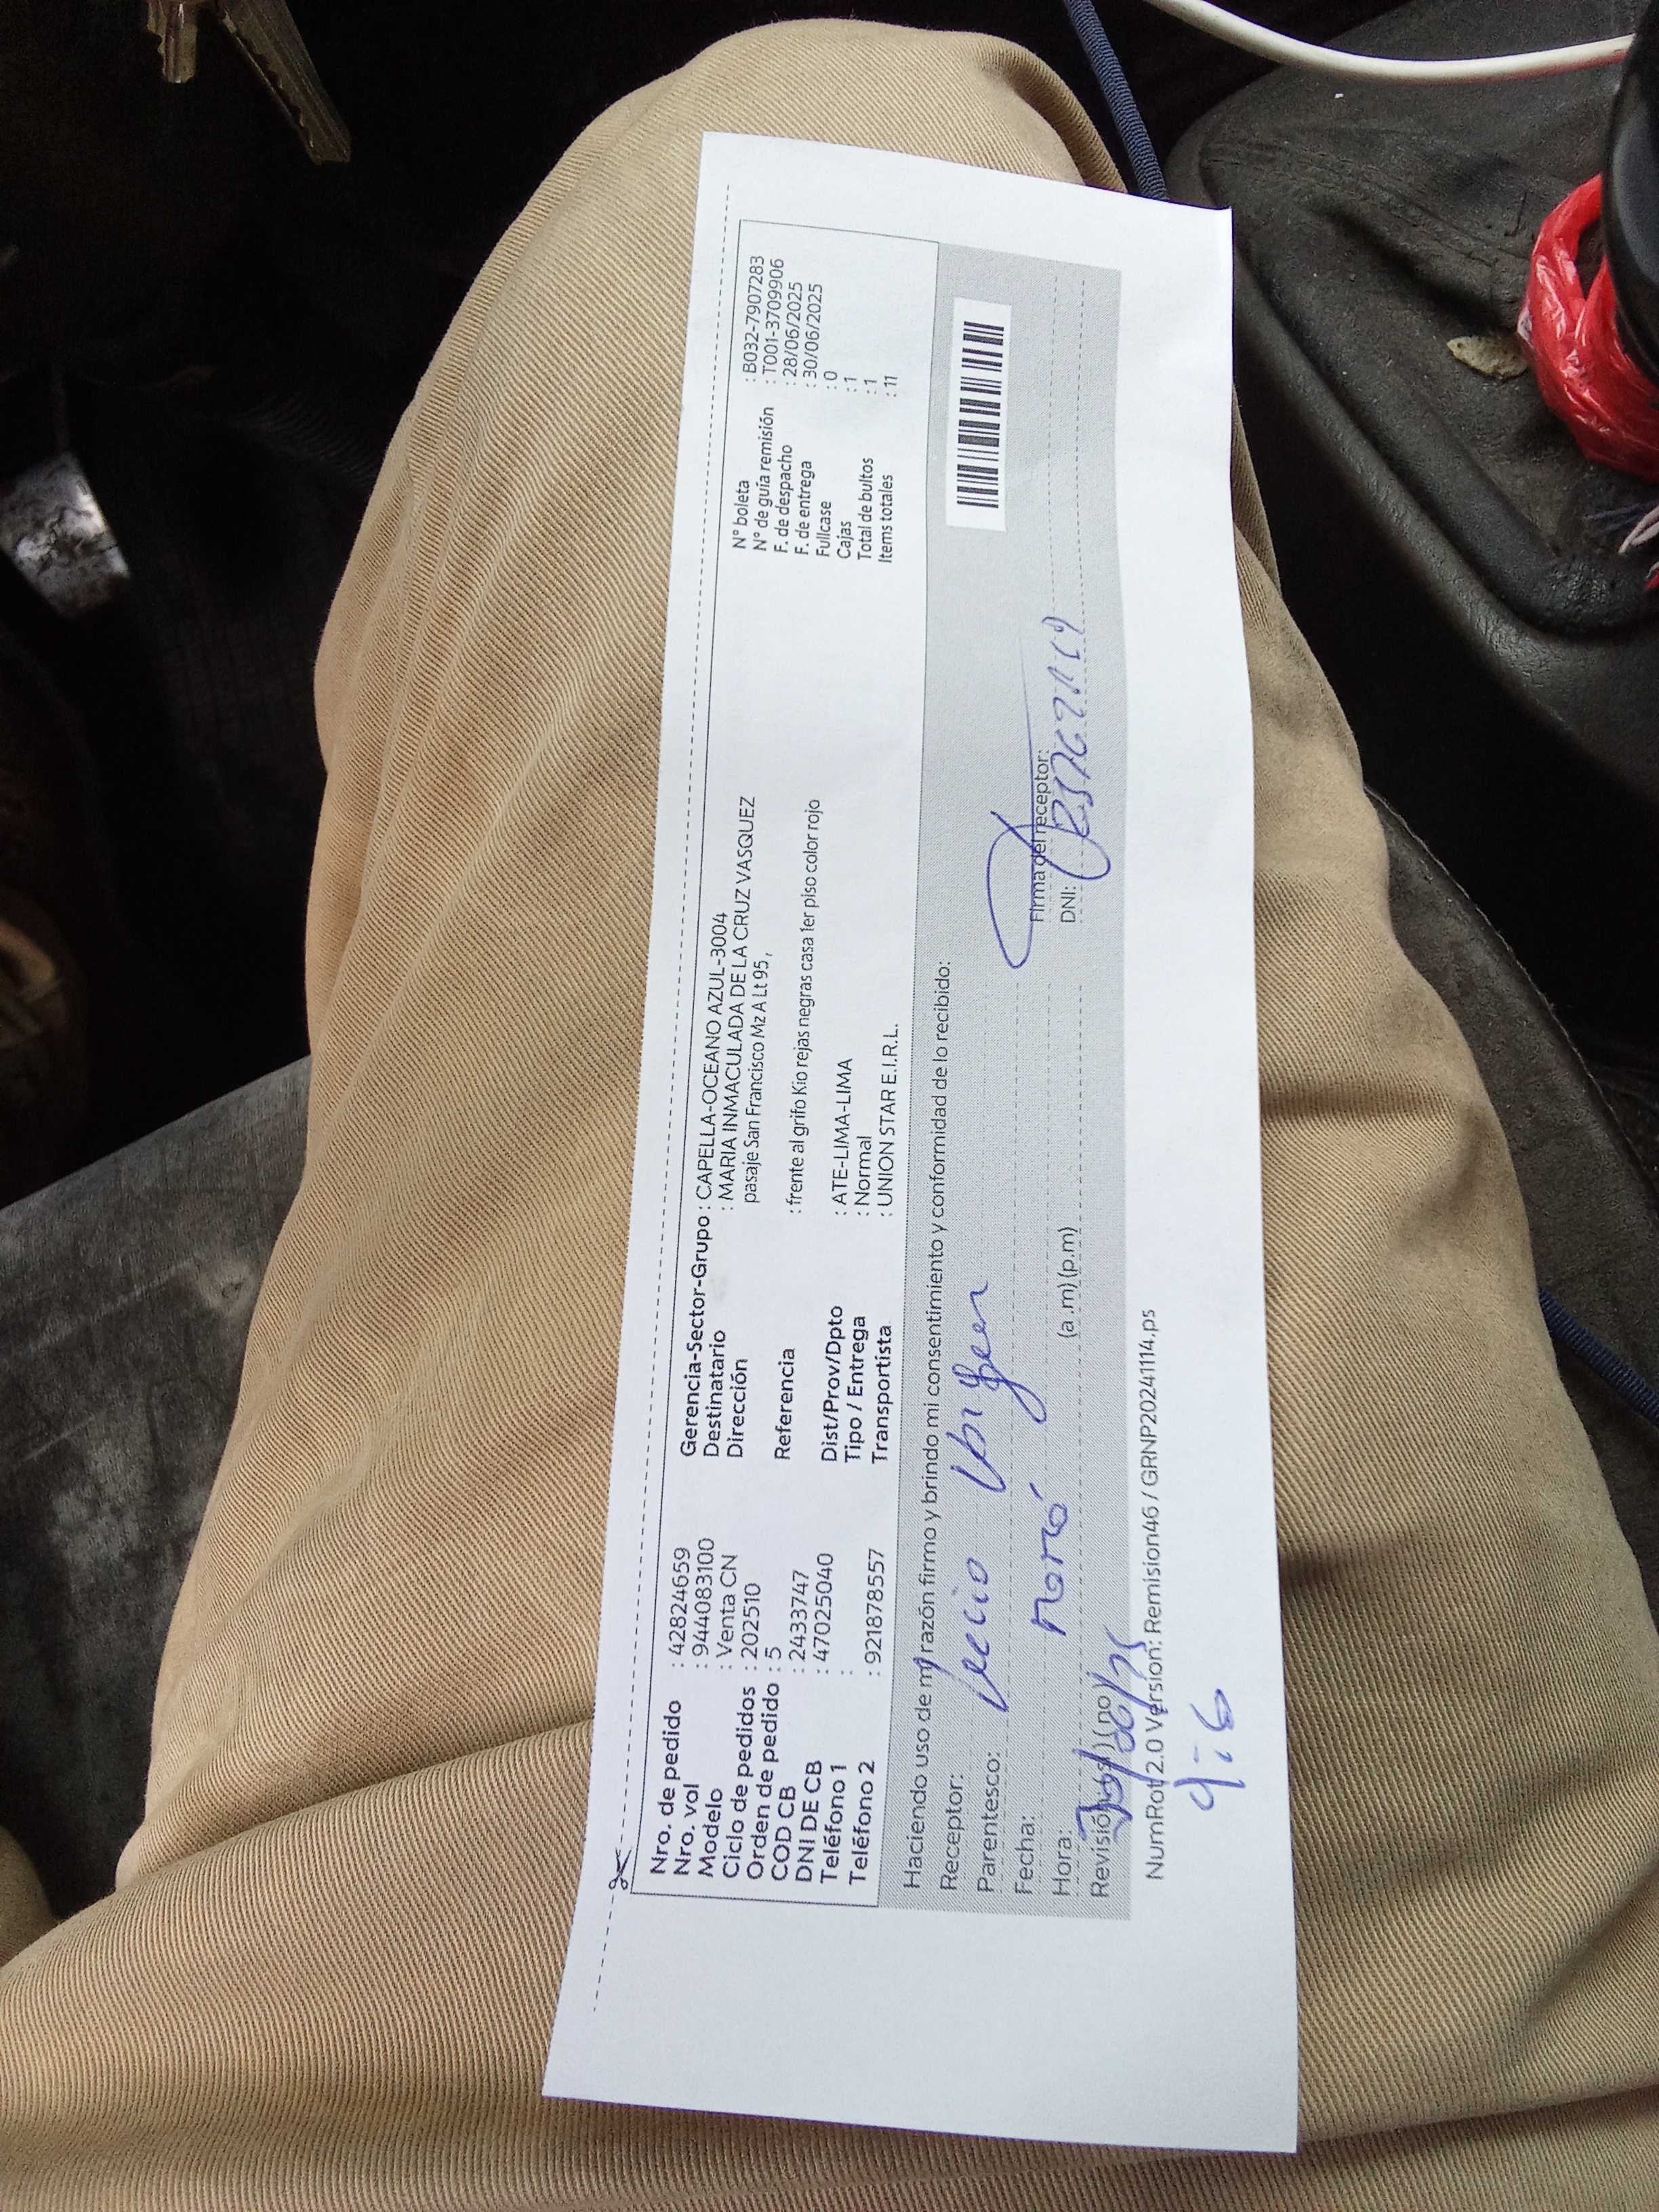 Nro. de pedido : 42824659
Nro. vol : 9440831​00
Modelo : Venta CN
Ciclo de pedidos : 202510
Orden de pedido : 5
COD CB : 2433747
DNI DE CB : 47025040
Teléfono 1 :
Teléfono 2 : 921878557
Gerencia-Sector-Grupo : CAPELLA-OCEANO AZUL-3004
Destinatario : MARIA INMACULADA DE LA CRUZ VASQUEZ
Dirección pasaje San Francisco Mz A Lt 95 ,
Referencia : frente al grifo Kio rejas negras casa 1er piso color rojo
Dist/Prov/Dpto : ATE-LIMA-LIMA
Tipo / Entrega : Normal
Transportista : UNION STAR E.I.R.L.
N° boleta : B032-7907283
N° de guía remisión : T001-3709906
F. de despacho : 28/06/2025
F. de entrega : 30/06/2025
Fullcase : 0
Cajas : 1
Total de bultos : 1
Items totales : 11
Haciendo uso de mi razón firmo y brindo mi consentimiento y conformidad de lo recibido:
Receptor:
Parentesco:
Fecha:
Hora: (a .m) (p.m)
Revisión: (si) (no)
Firma del receptor:
DNI:
NumRot 2.0 Version: Remision46 / GRNP20241114.ps